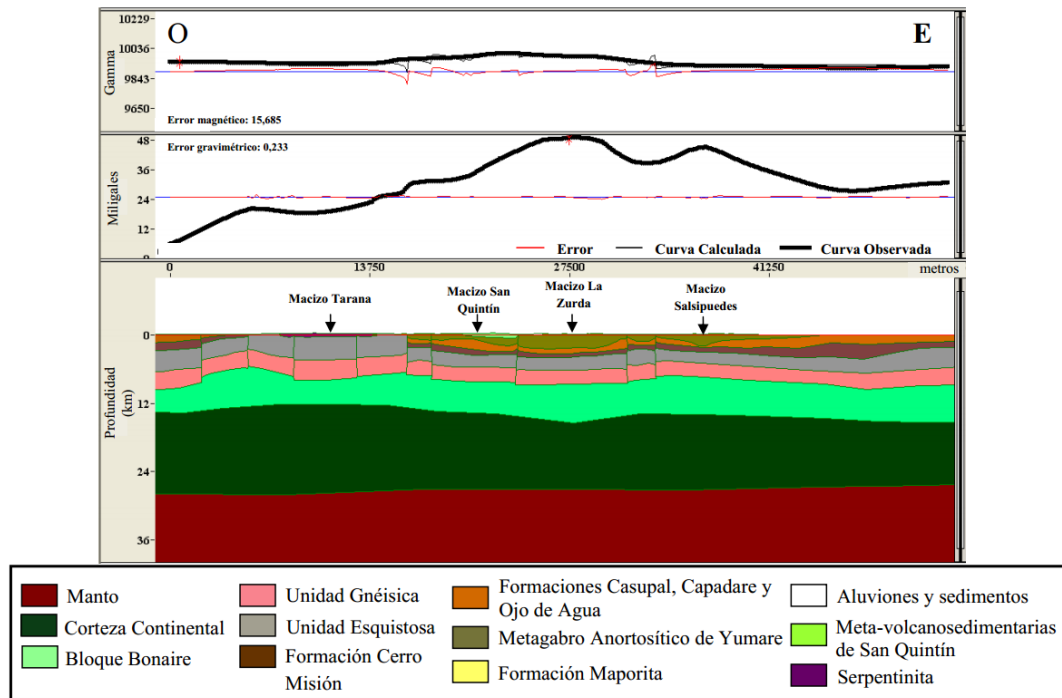 10229
O
E
10036
Gamma
9843
9650
Error magnético: 15,685
48
Error gravimétrico: 0,233
36
Miligales
24
12
0
Error
Curva Calculada
Curva Observada
0
13750
27500
41250
metros
Macizo Tarana
Macizo San
Quintín
Macizo La
Zurda
Macizo
Salsipuedes
0
Profundidad
(km)
12
24
36
Manto
Corteza Continental
Bloque Bonaire
Unidad Gnéisica
Unidad Esquistosa
Formación Cerro
Misión
Formaciones Casupal, Capadare y
Ojo de Agua
Metagabro Anortosítico de Yumare
Formación Maporita
Aluviones y sedimentos
Meta-volcanosedimentarias
de San Quintín
Serpentinita